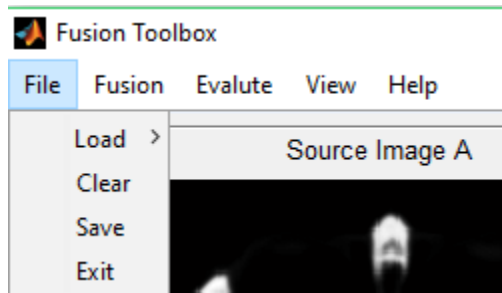 Fusion Toolbox
File Fusion Evalute View Help
Load >
Source Image A
Clear
Save
Exit